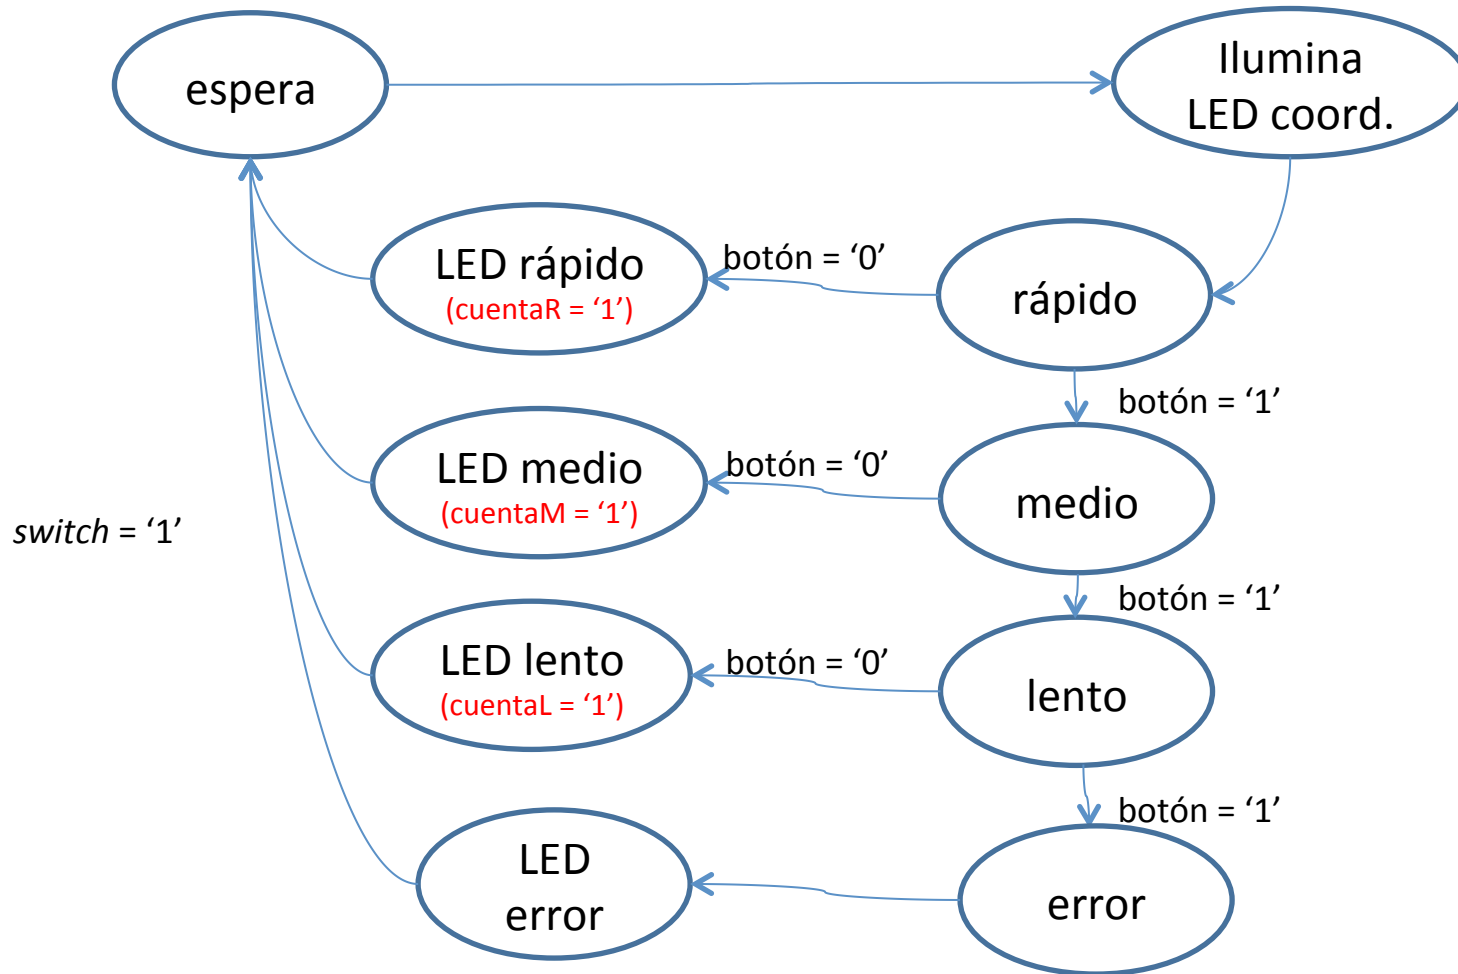 espera
Ilumina
LED coord.
LED rápido
(cuentaR = ‘1’)
botón = ‘0’
rápido
botón = ‘1’
LED medio
(cuentaM = ‘1’)
botón = ‘0’
medio
switch = ‘1’
botón = ‘1’
LED lento
(cuentaL = ‘1’)
botón = ‘0’
lento
botón = ‘1’
LED
error
error